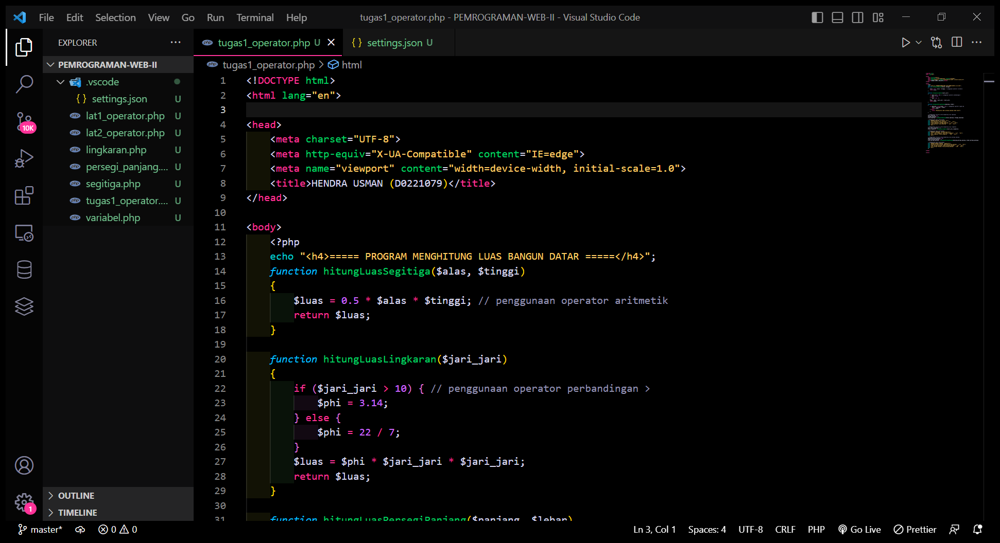 File Edit Selection View Go Run Terminal Help
tugas1_operator.php - PEMROGRAMAN-WEB-II - Visual Studio Code
EXPLORER
PEMROGRAMAN-WEB-II
.vscode
{} settings.json U
php lat1_operator.php U
php lat2_operator.php U
php lingkaran.php U
php persegi_panjang.... U
php segitiga.php U
php tugas1_operator.... U
php variabel.php U
10K
1
OUTLINE
TIMELINE
php tugas1_operator.php U
{} settings.json U
php tugas1_operator.php > html
1 <!DOCTYPE html>
2 <html lang="en">
3
4 <head>
5 <meta charset="UTF-8">
6 <meta http-equiv="X-UA-Compatible" content="IE=edge">
7 <meta name="viewport" content="width=device-width, initial-scale=1.0">
8 <title>HENDRA USMAN (D0221079)</title>
9 </head>
10
11 <body>
12 <?php
13 echo "<h4>===== PROGRAM MENGHITUNG LUAS BANGUN DATAR =====</h4>";
14 function hitungLuasSegitiga($alas, $tinggi)
15 {
16 $luas = 0.5 * $alas * $tinggi; // penggunaan operator aritmetik
17 return $luas;
18 }
19
20 function hitungLuasLingkaran($jari_jari)
21 {
22 if ($jari_jari > 10) { // penggunaan operator perbandingan >
23 $phi = 3.14;
24 } else {
25 $phi = 22 / 7;
26 }
27 $luas = $phi * $jari_jari * $jari_jari;
28 return $luas;
29 }
30
31 function hitungLuasPersegiPanjang($panjang, $lebar)
master* 0 0
Ln 3, Col 1 Spaces: 4 UTF-8 CRLF PHP Go Live Prettier